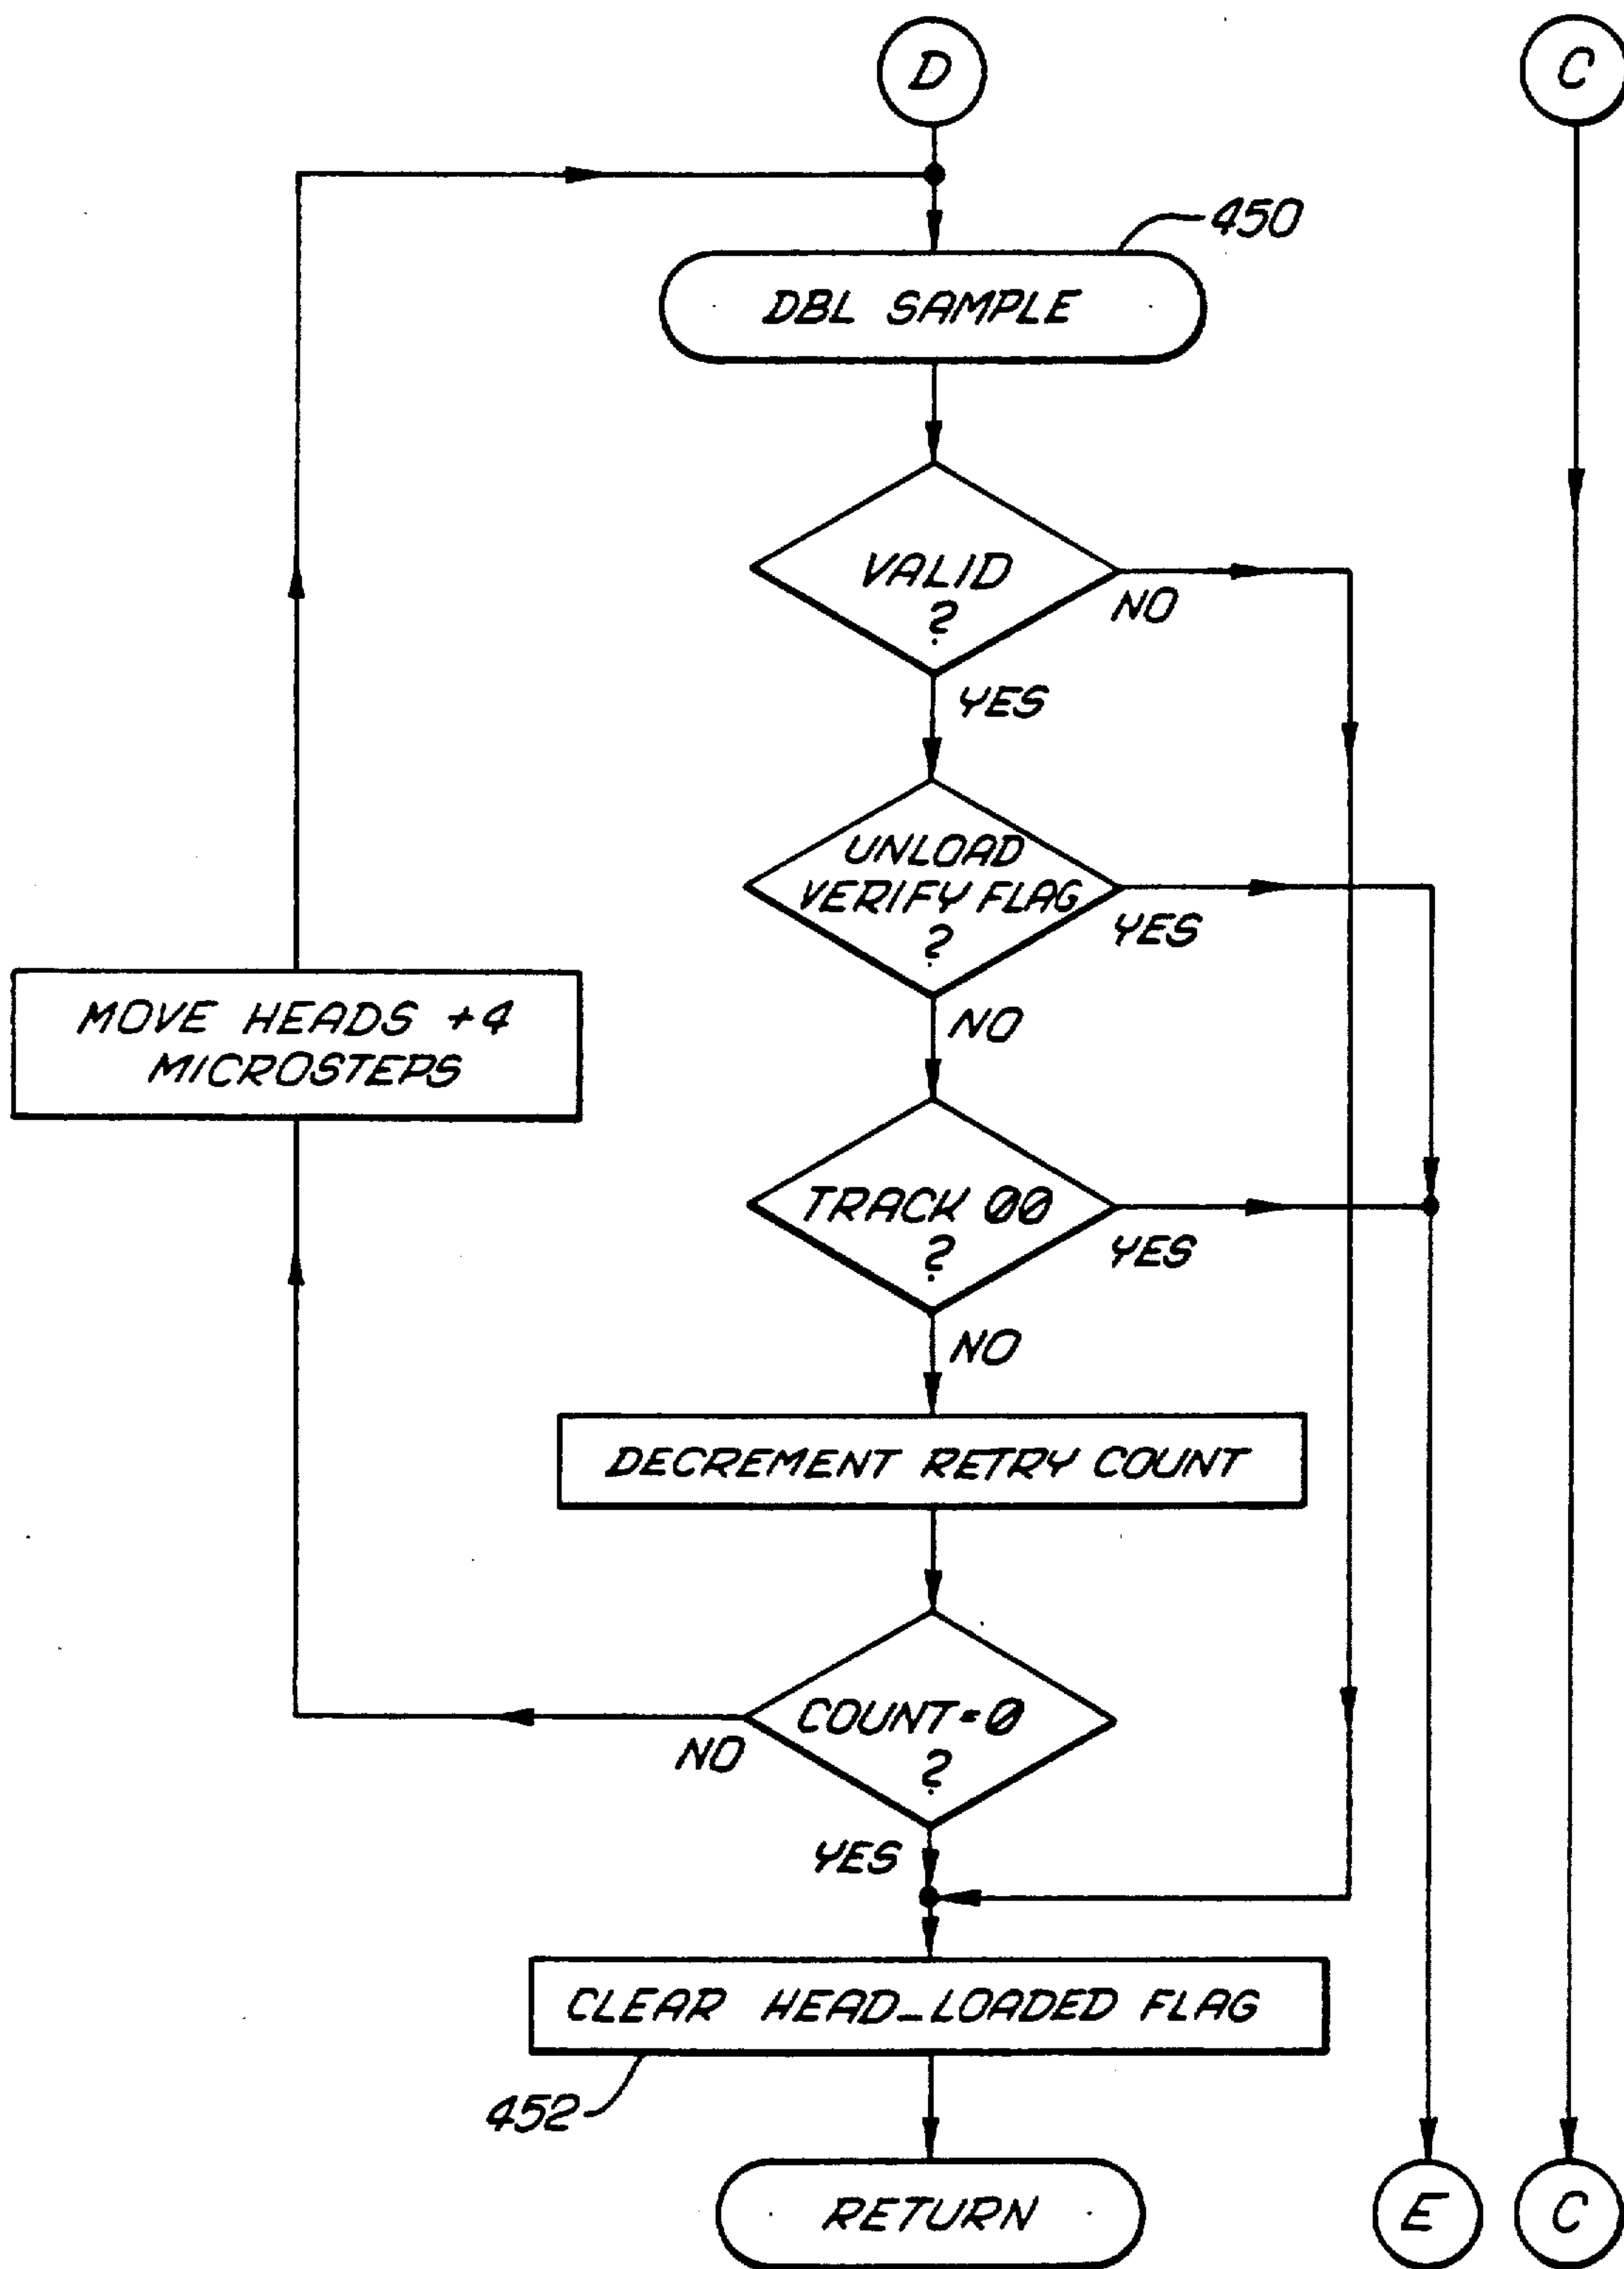 D
C
450
DBL SAMPLE
VALID
?
NO
YES
UNLOAD
VERIFY FLAG
?
YES
NO
MOVE HEADS +4
MICROSTEPS
TRACK 00
?
YES
NO
DECREMENT RETRY COUNT
COUNT=0
?
NO
YES
CLEAR HEAD_LOADED FLAG
452
RETURN
E
C